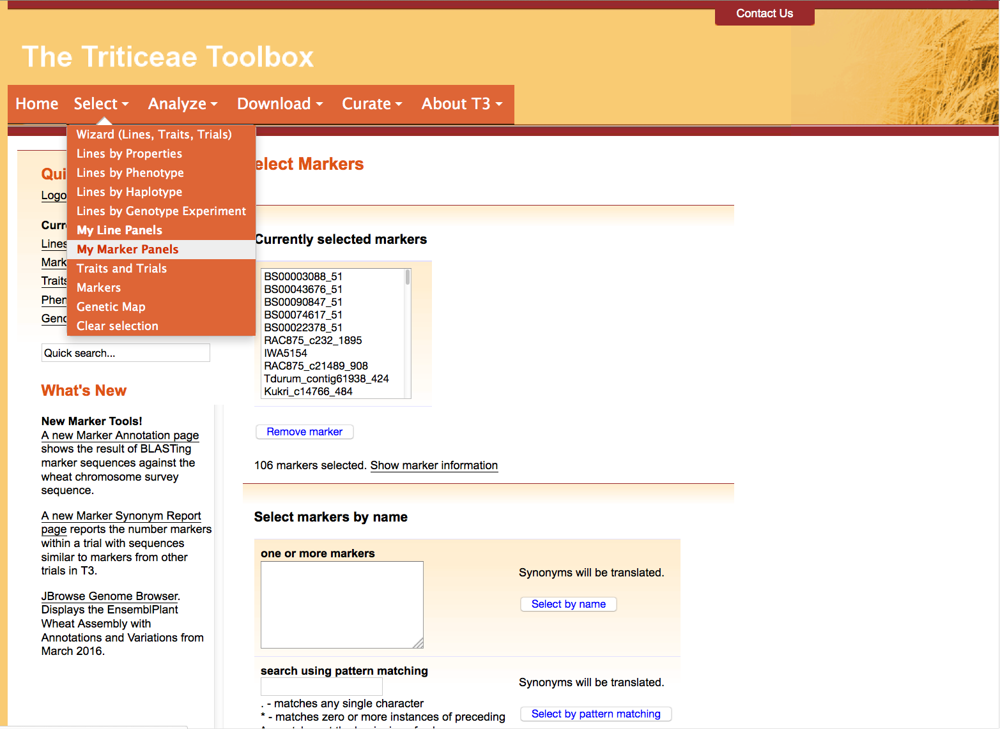 Contact Us
The Triticeae Toolbox
Home Select Analyze Download Curate About T3
Wizard (Lines, Traits, Trials)
Lines by Properties
Lines by Phenotype
Lines by Haplotype
Lines by Genotype Experiment
My Line Panels
My Marker Panels
Traits and Trials
Markers
Genetic Map
Clear selection
Qui
Logo
Curr
Lines
Mark
Traits
Phen
Geno
Quick search...
What's New
New Marker Tools!
A new Marker Annotation page
shows the result of BLASTing
marker sequences against the
wheat chromosome survey
sequence.
A new Marker Synonym Report
page reports the number markers
within a trial with sequences
similar to markers from other
trials in T3.
JBrowse Genome Browser.
Displays the EnsemblPlant
Wheat Assembly with
Annotations and Variations from
March 2016.
elect Markers
Currently selected markers
BS00003088_51
BS00043676_51
BS00090847_51
BS00074617_51
BS00022378_51
RAC875_c232_1895
IWA5154
RAC875_c21489_908
Tdurum_contig61938_424
Kukri_c14766_484
Remove marker
106 markers selected. Show marker information
Select markers by name
one or more markers
Synonyms will be translated.
Select by name
search using pattern matching
Synonyms will be translated.
. - matches any single character
* - matches zero or more instances of preceding
Select by pattern matching